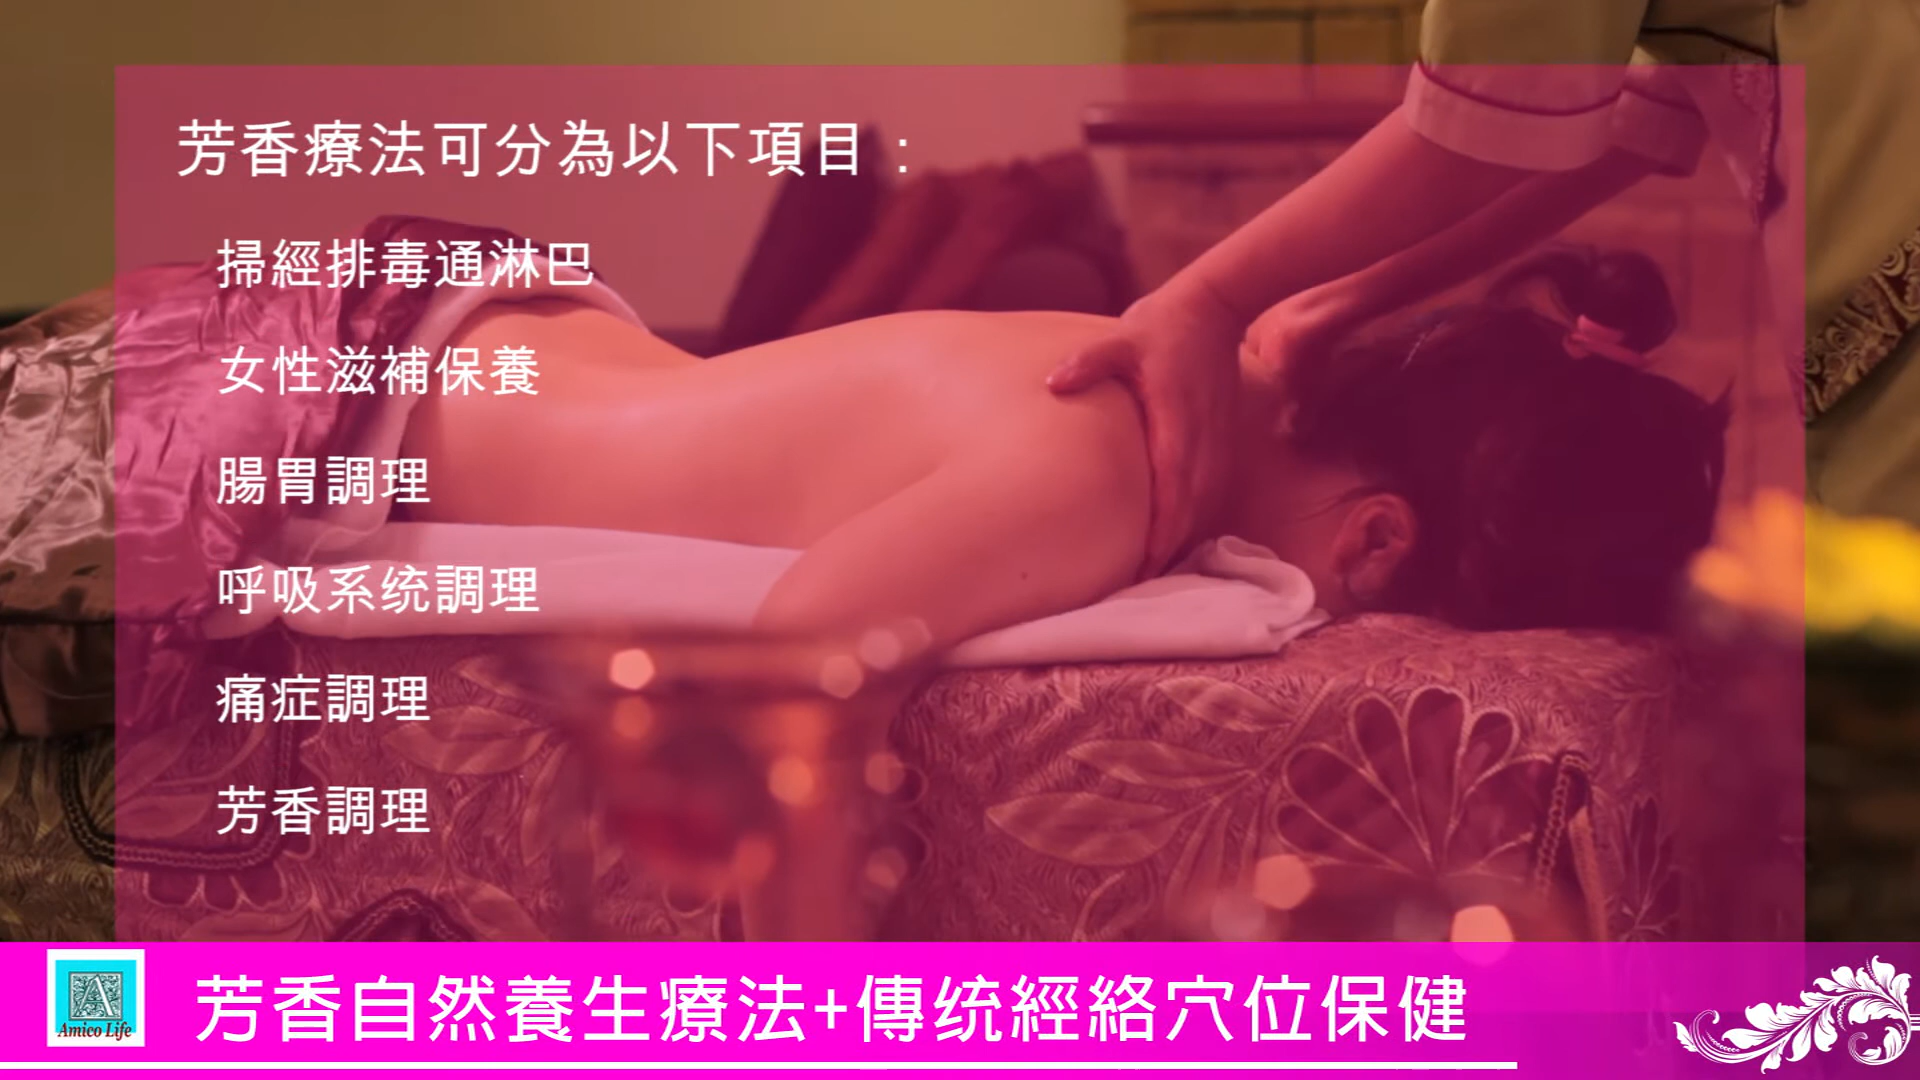 芳香療法可分為以下項目：
掃經排毒通淋巴
女性滋補保養
腸胃調理
呼吸系统調理
痛症調理
芳香調理
A
Amico Life
芳香自然養生療法+傳统經絡穴位保健